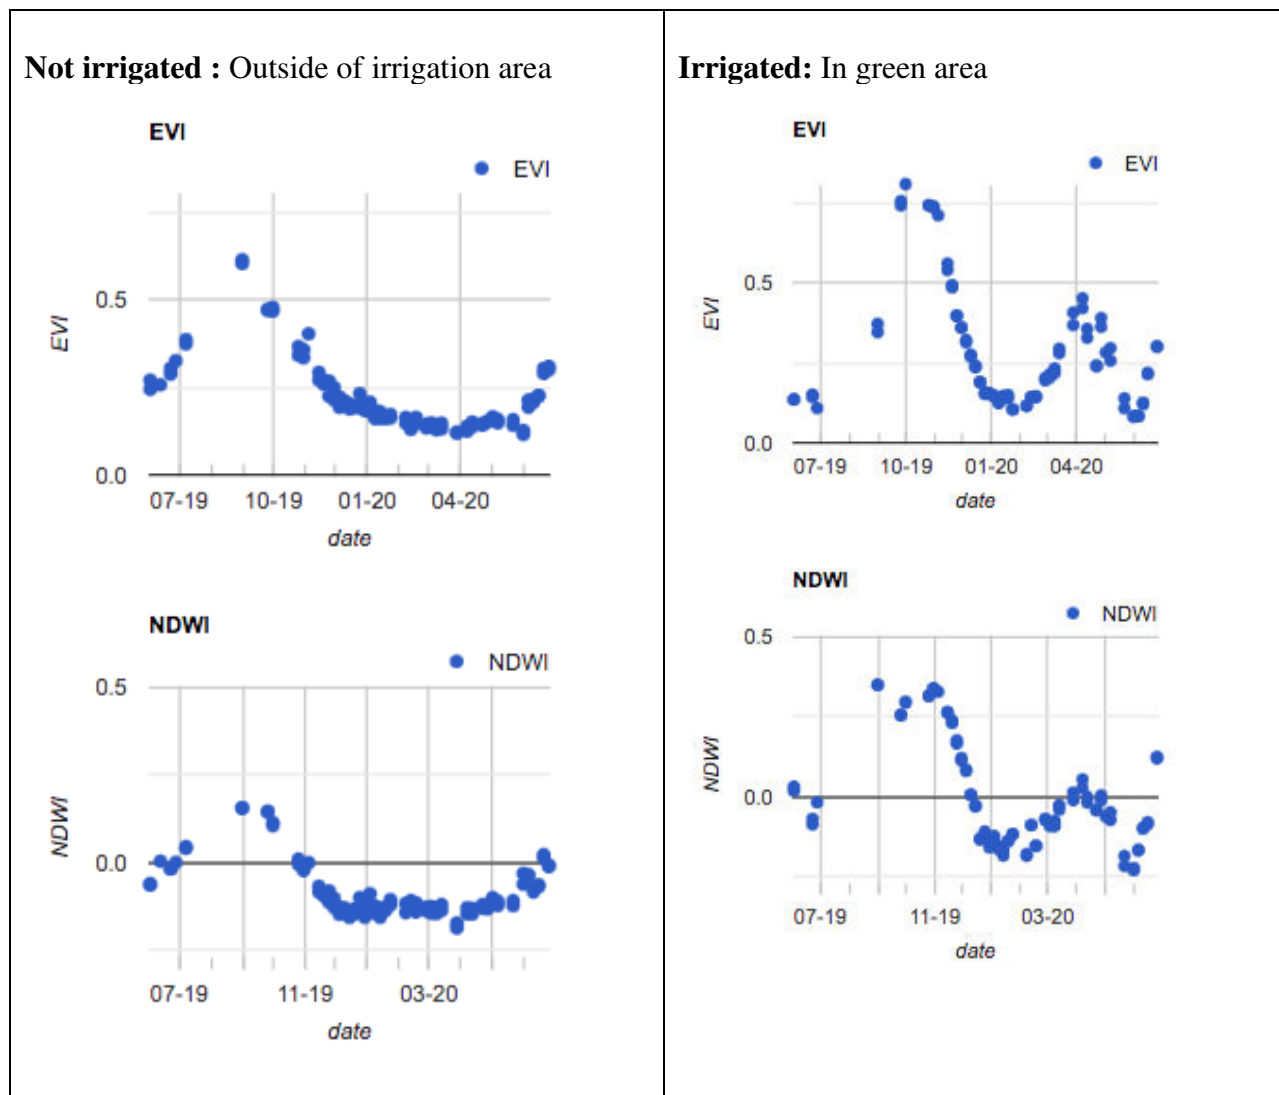 Not irrigated : Outside of irrigation area
EVI
EVI
0.5
EVI
0.0
07-19 10-19 01-20 04-20
date
NDWI
NDWI
0.5
NDWI
0.0
07-19 11-19 03-20
date
Irrigated: In green area
EVI
EVI
0.5
EVI
0.0
07-19 10-19 01-20 04-20
date
NDWI
NDWI
0.5
NDWI
0.0
07-19 11-19 03-20
date